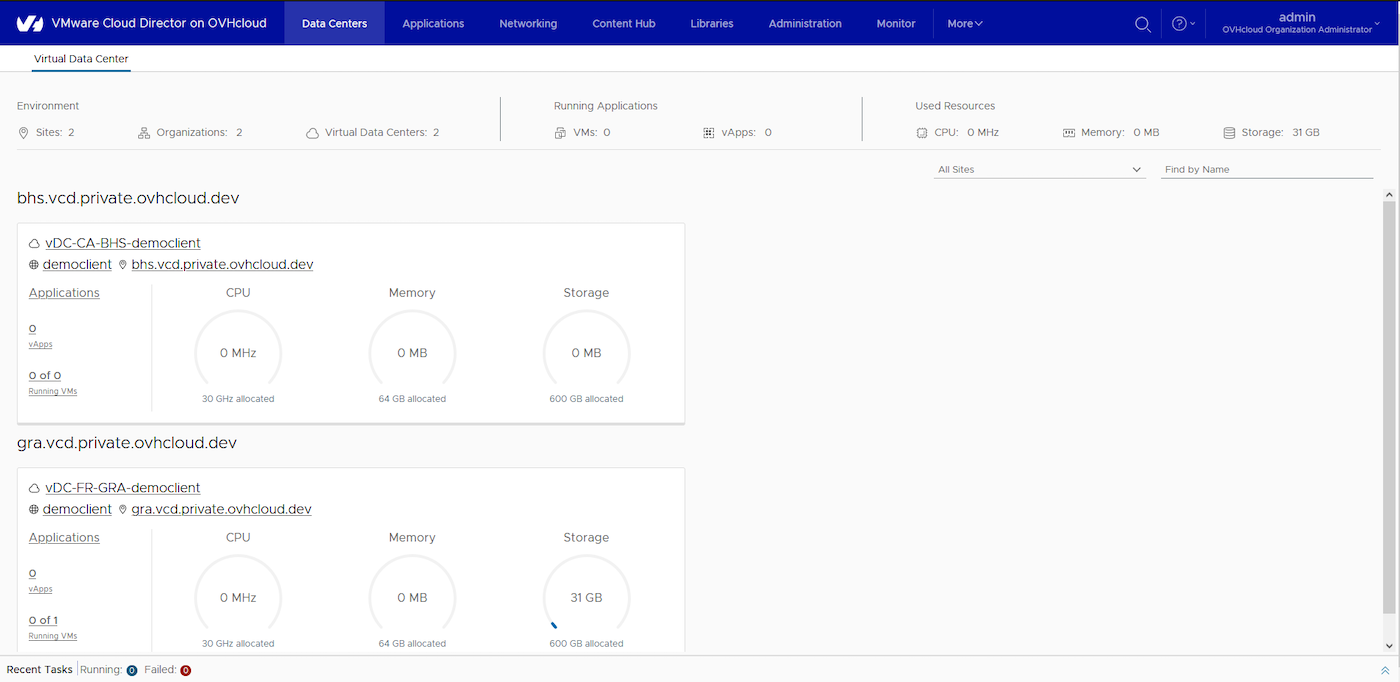 VMware Cloud Director on OVHcloud Data Centers Applications Networking Content Hub Libraries Administration Monitor More admin
OVHcloud Organization Administrator
Virtual Data Center
Environment Running Applications Used Resources
Sites: 2 Organizations: 2 Virtual Data Centers: 2 VMs: 0 vApps: 0 CPU: 0 MHz Memory: 0 MB Storage: 31 GB
All Sites Find by Name
bhs.vcd.private.ovhcloud.dev
vDC-CA-BHS-democlient
democlient bhs.vcd.private.ovhcloud.dev
Applications CPU Memory Storage
0
vApps
0 MHz 0 MB 0 MB
0 of 0
Running VMs
30 GHz allocated 64 GB allocated 600 GB allocated
gra.vcd.private.ovhcloud.dev
vDC-FR-GRA-democlient
democlient gra.vcd.private.ovhcloud.dev
Applications CPU Memory Storage
0
vApps
0 MHz 0 MB 31 GB
0 of 1
Running VMs
30 GHz allocated 64 GB allocated 600 GB allocated
Recent Tasks Running: 0 Failed: 0